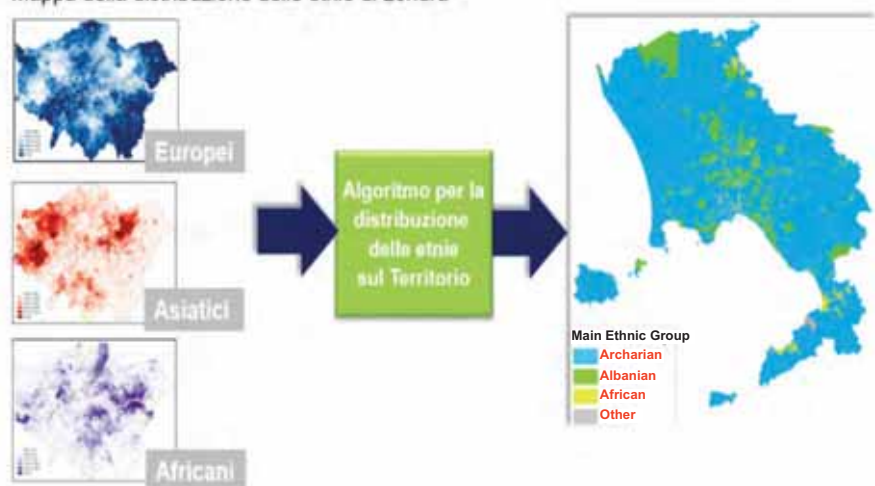 Europei
Asiatici
Africani
Algoritmo per la
distribuzione
delle etnie
sul Territorio
Main Ethnic Group
Archarian
Albanian
African
Other